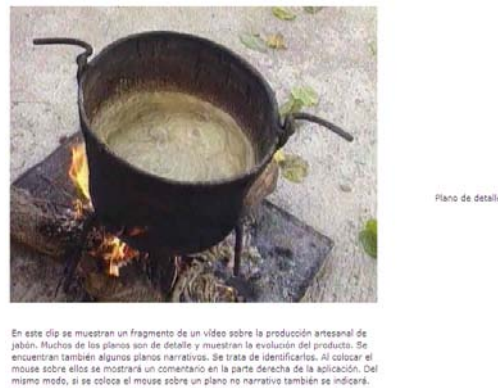 Plano de detalle
En este clip se muestran un fragmento de un vídeo sobre la producción artesanal de
jabón. Muchos de los planos son de detalle y muestran la evolución del producto. Se
encuentran también algunos planos narrativos. Se trata de identificarlos. Al colocar el
mouse sobre ellos se mostrará un comentario en la parte derecha de la aplicación. Del
mismo modo, si se coloca el mouse sobre un plano no narrativo también se indicará.